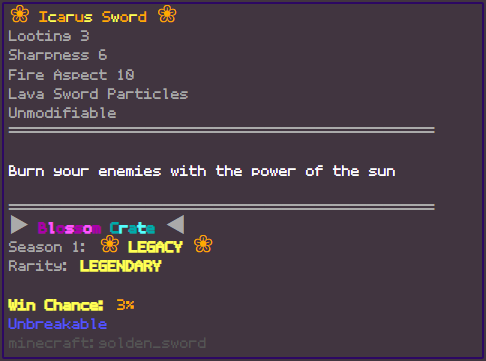 Icarus Sword
Looting 3
Sharpness 6
Fire Aspect 10
Lava Sword Particles
Unmodifiable
Burn your enemies with the power of the sun
Blossom Crate
Season 1: LEGACY
Rarity: LEGENDARY
Win Chance: 3%
Unbreakable
minecraft:golden_sword